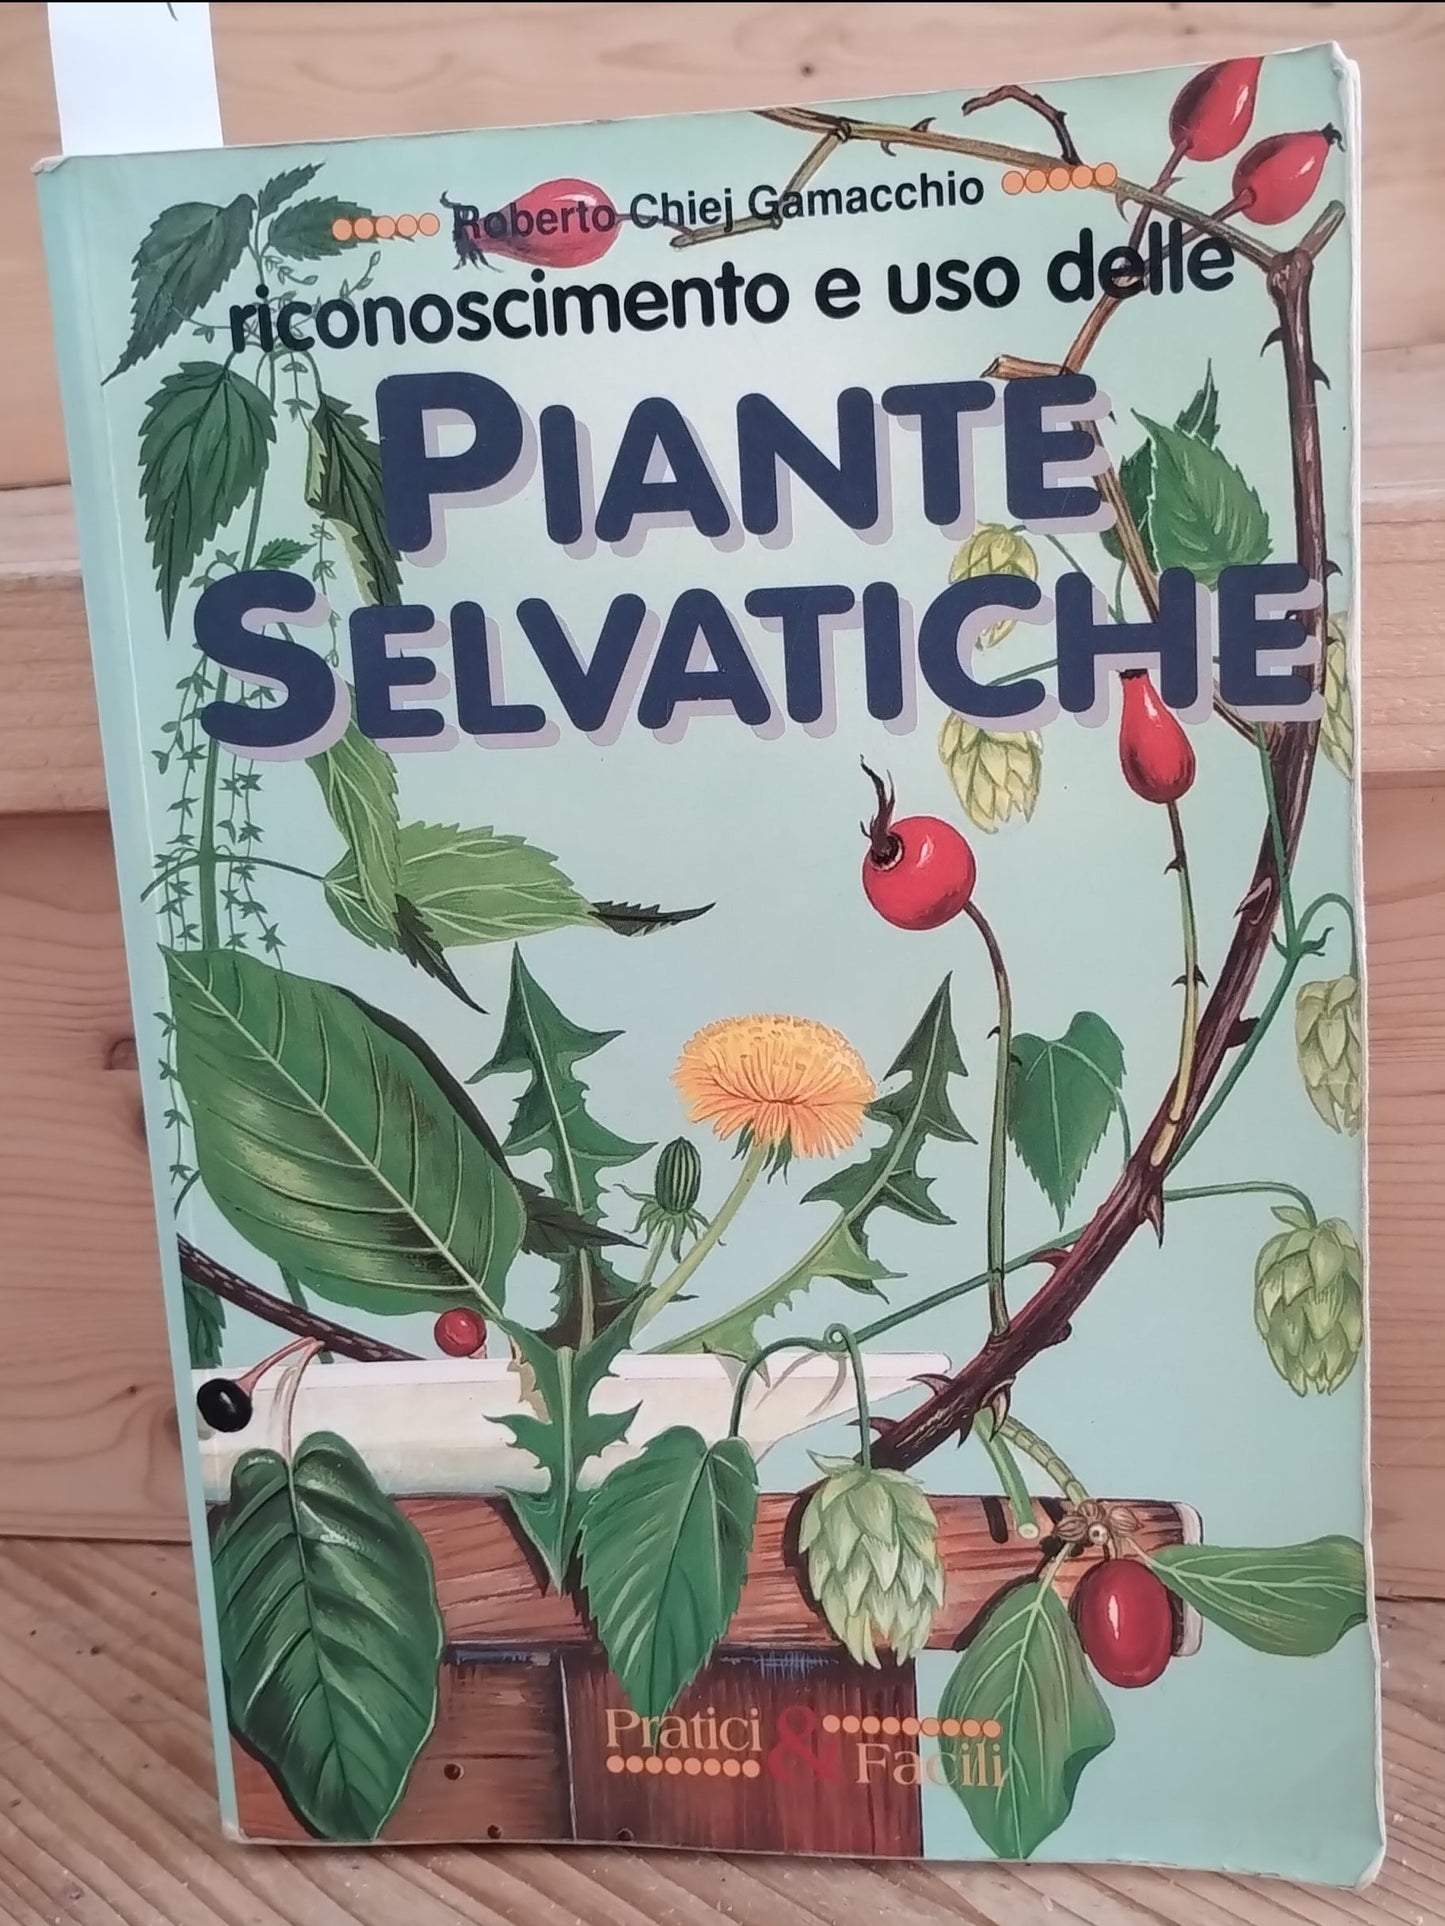 Roberto Chiej Gamacchio
riconoscimento e uso delle
PIANTE
SELVATICHE
Pratici & Facili